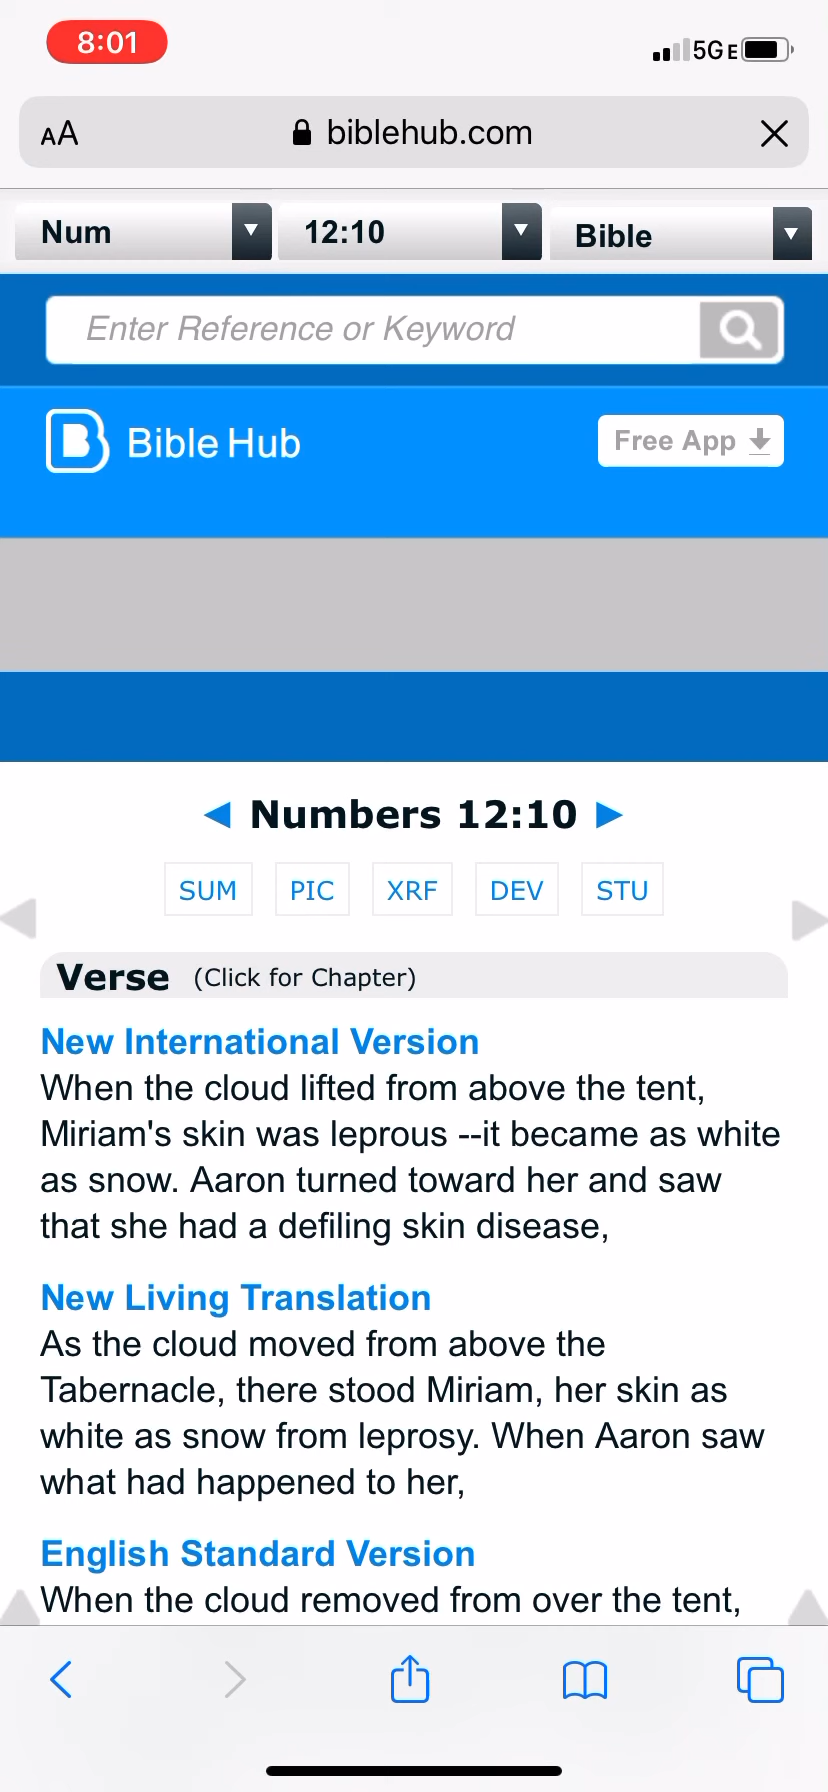 8:01
5GE
AA
biblehub.com
Num
12:10
Bible
Enter Reference or Keyword
B
Bible Hub
Free App
Numbers 12:10
SUM
PIC
XRF
DEV
STU
Verse (Click for Chapter)
New International Version
When the cloud lifted from above the tent,
Miriam's skin was leprous --it became as white
as snow. Aaron turned toward her and saw
that she had a defiling skin disease,
New Living Translation
As the cloud moved from above the
Tabernacle, there stood Miriam, her skin as
white as snow from leprosy. When Aaron saw
what had happened to her,
English Standard Version
When the cloud removed from over the tent,